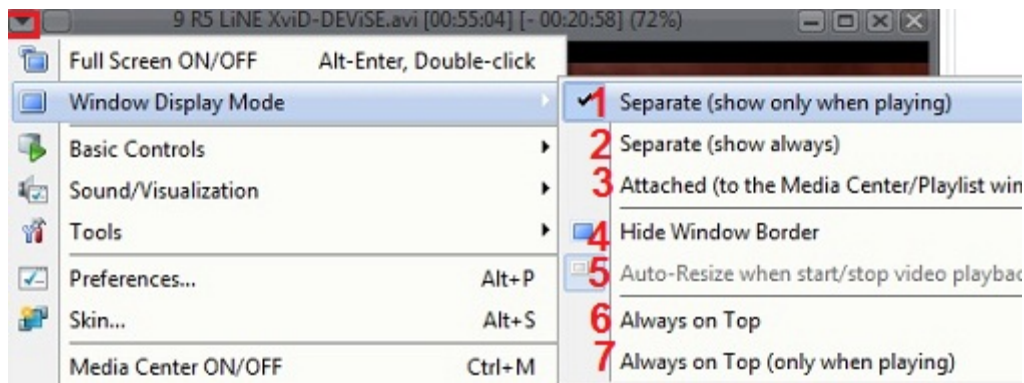 9 R5 LiNE XviD-DEViSE.avi [00:55:04] [- 00:20:58] (72%)
Full Screen ON/OFF Alt-Enter, Double-click
Window Display Mode
Basic Controls
Sound/Visualization
Tools
Preferences... Alt+P
Skin... Alt+S
Media Center ON/OFF Ctrl+M
1 Separate (show only when playing)
2 Separate (show always)
3 Attached (to the Media Center/Playlist win
4 Hide Window Border
5 Auto-Resize when start/stop video playbac
6 Always on Top
7 Always on Top (only when playing)